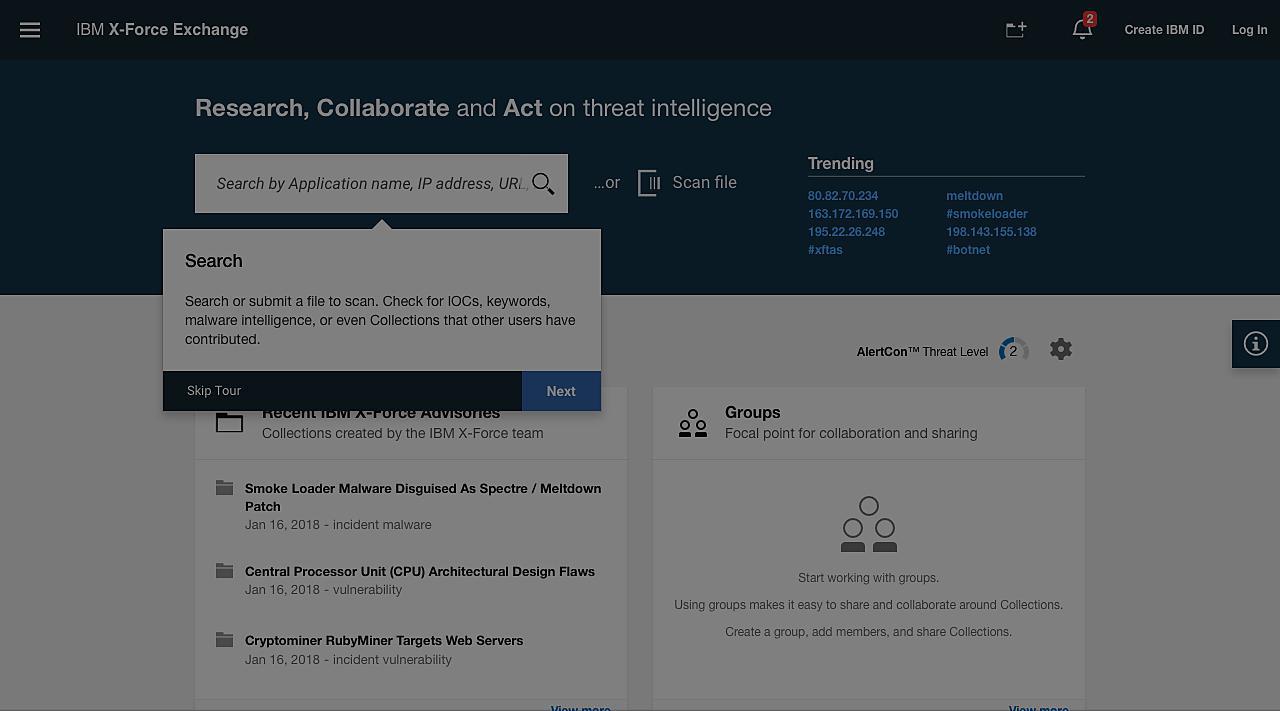 IBM X-Force Exchange
2
Create IBM ID
Log In
Research, Collaborate and Act on threat intelligence
Search by Application name, IP address, URL,
...or
Scan file
Trending
80.82.70.234
meltdown
163.172.169.150
#smokeloader
195.22.26.248
198.143.155.138
#xftas
#botnet
Search
Search or submit a file to scan. Check for IOCs, keywords,
malware intelligence, or even Collections that other users have
contributed.
Skip Tour
Next
AlertCon™ Threat Level
2
Recent IBM X-Force Advisories
Collections created by the IBM X-Force team
Smoke Loader Malware Disguised As Spectre / Meltdown
Patch
Jan 16, 2018 - incident malware
Central Processor Unit (CPU) Architectural Design Flaws
Jan 16, 2018 - vulnerability
Cryptominer RubyMiner Targets Web Servers
Jan 16, 2018 - incident vulnerability
View more
Groups
Focal point for collaboration and sharing
Start working with groups.
Using groups makes it easy to share and collaborate around Collections.
Create a group, add members, and share Collections.
View more